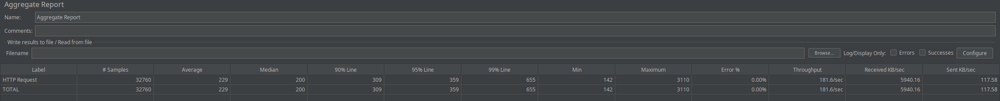 Aggregate Report
Name: Aggregate Report
Comments:
Write results to file / Read from file
Filename Browse... Log/Display Only: Errors Successes Configure
Label # Samples Average Median 90% Line 95% Line 99% Line Min Maximum Error % Throughput Received KB/sec Sent KB/sec
HTTP Request 32760 229 200 309 359 655 142 3110 0.00% 181.6/sec 5940.16 117.58
TOTAL 32760 229 200 309 359 655 142 3110 0.00% 181.6/sec 5940.16 117.58